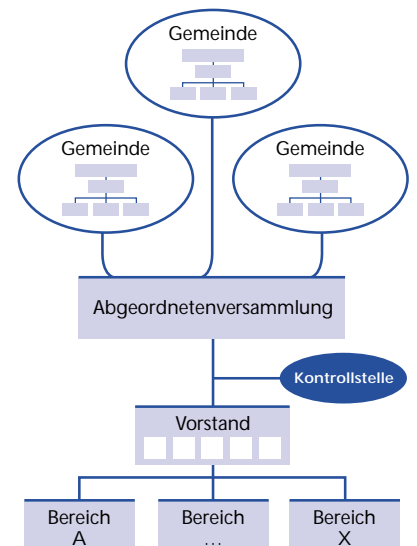 Gemeinde
Gemeinde
Gemeinde
Abgeordnetenversammlung
Kontrollstelle
Vorstand
Bereich
A
Bereich
...
Bereich
X